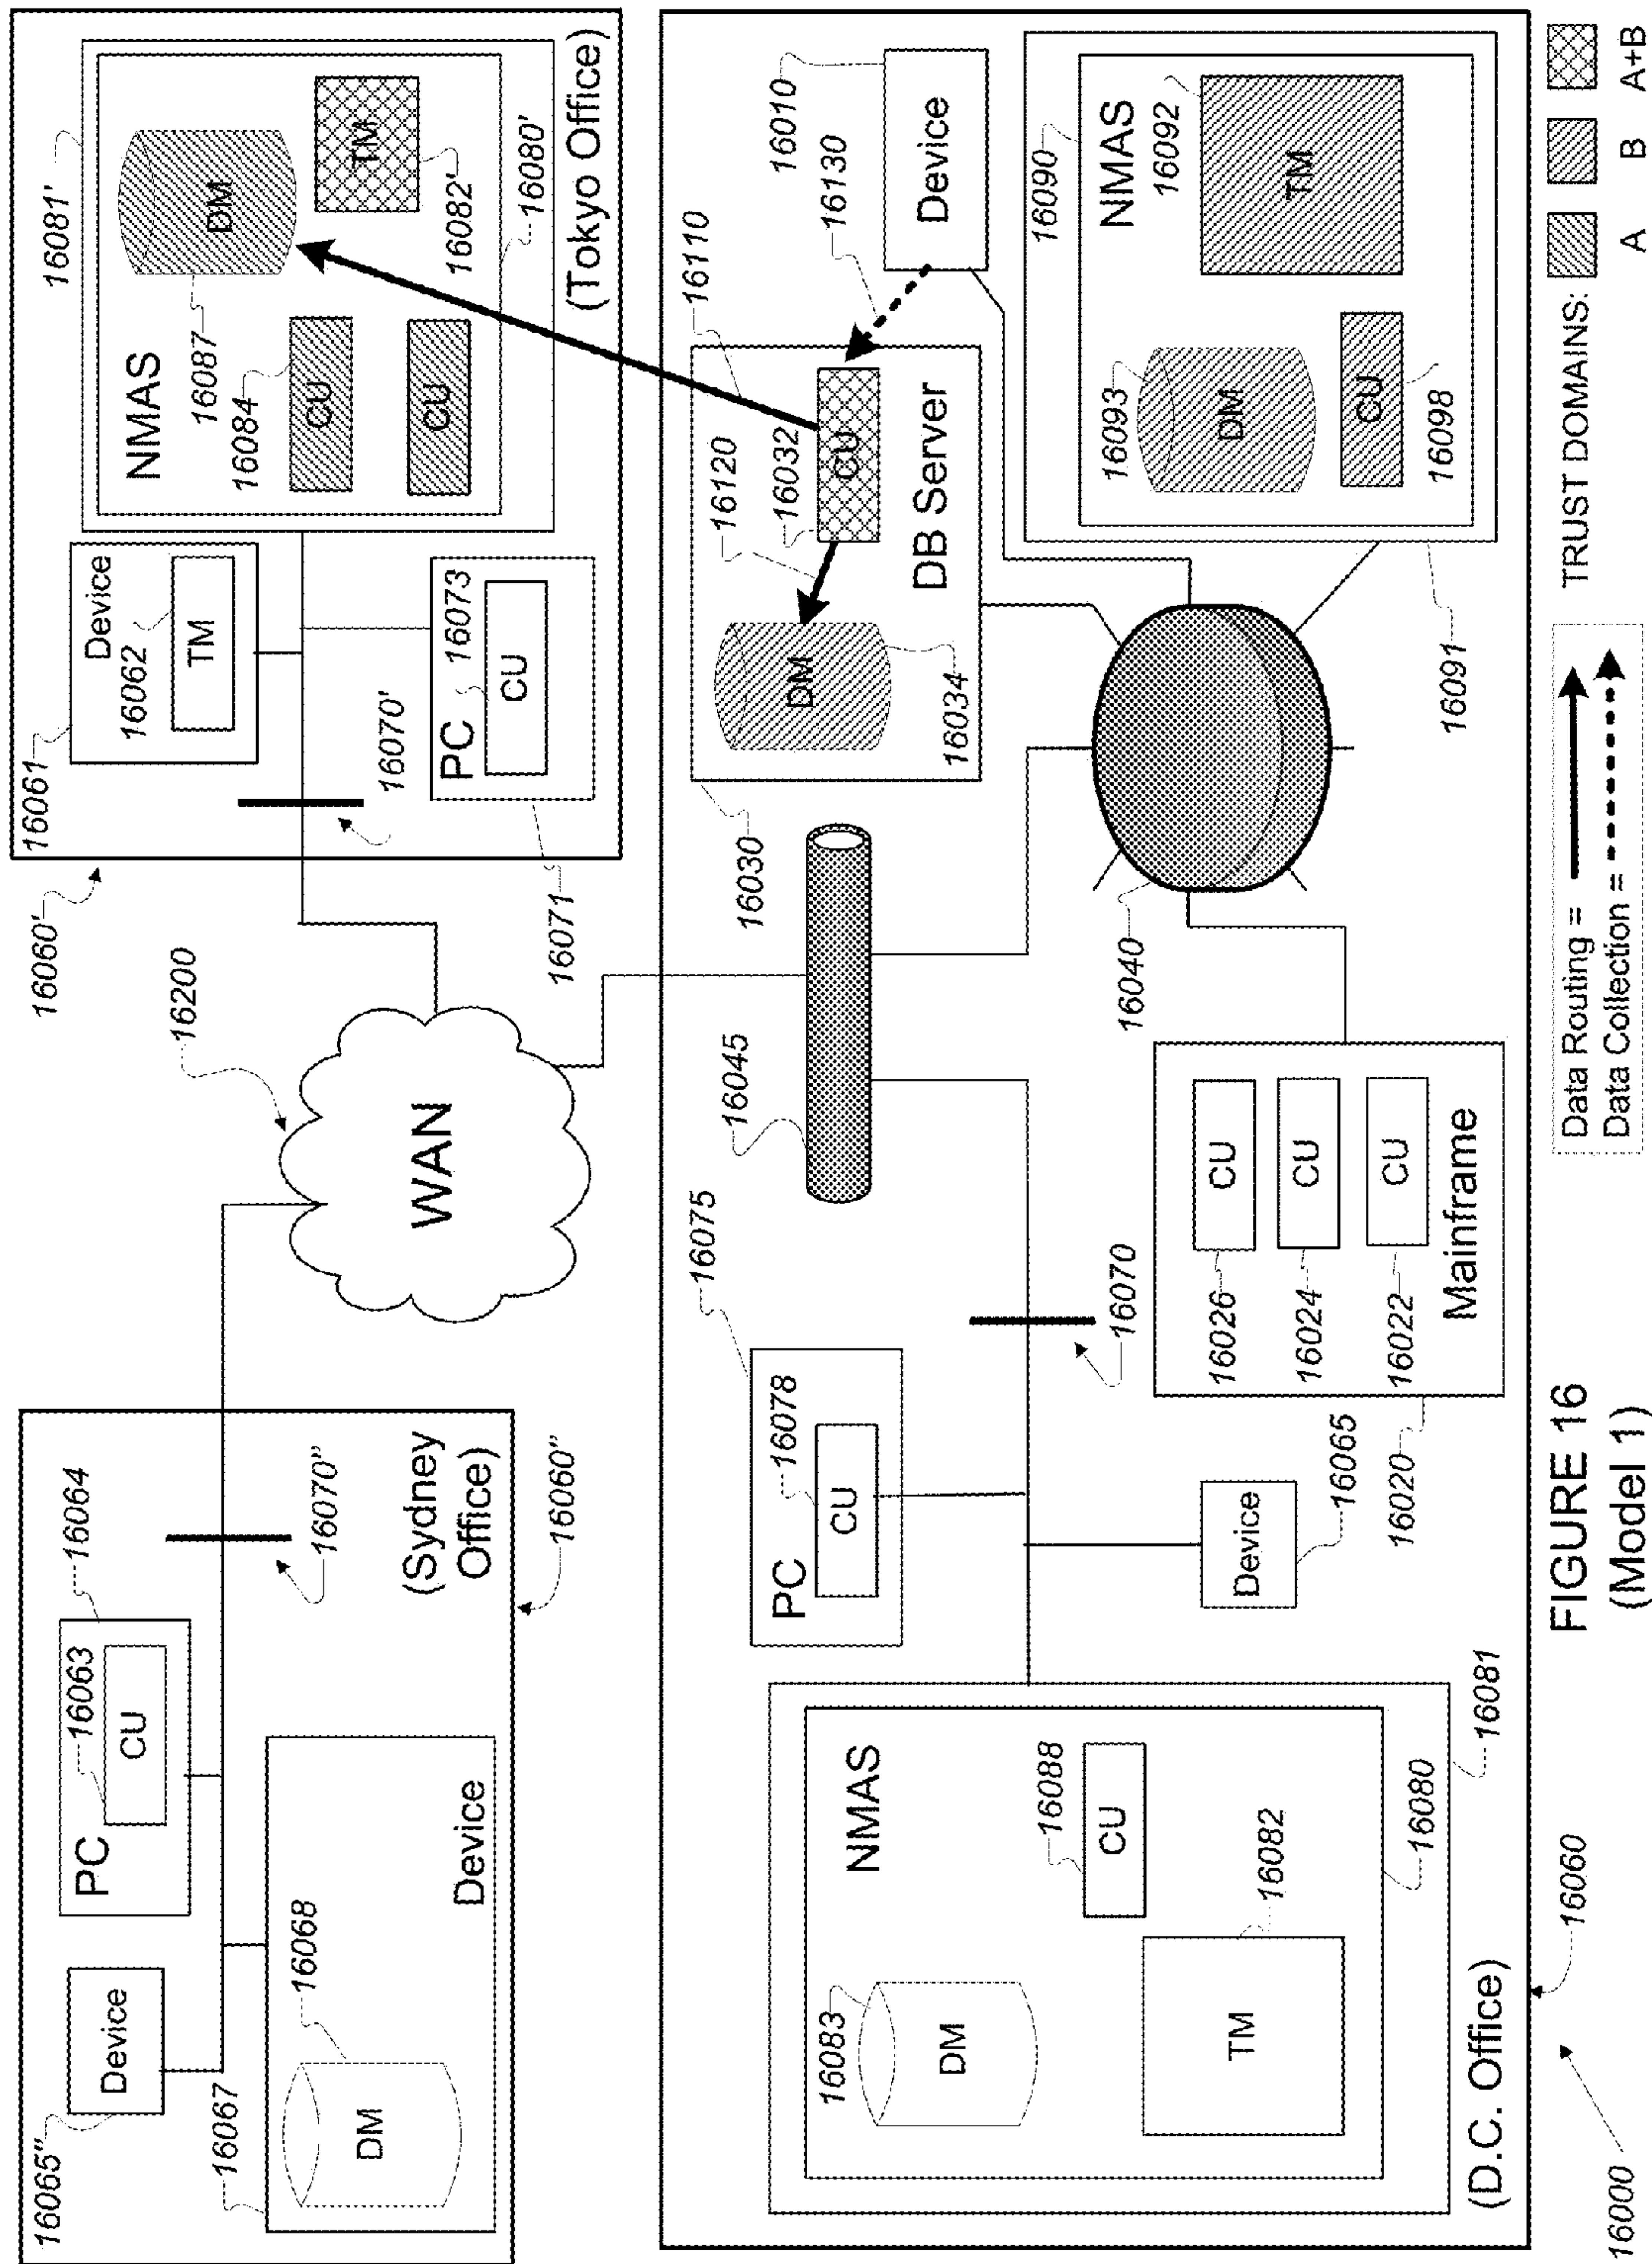 16065"
Device
PC
16063
CU
16064
16067
16068
DM
Device
16070"
(Sydney
Office)
16060"
16200
WAN
16060'
16061
Device
16062
TM
16070'
PC
16073
CU
16071
16081'
NMAS
16087
DM
16084
CU
CU
TM
16082'
16080'
(Tokyo Office)
16075
PC
16078
CU
16045
16030
DM
16034
16120
16032
CU
DB Server
16110
16130
16010
Device
NMAS
16083
DM
16088
CU
TM
16082
16080
16081
(D.C. Office)
16060
16000
16070
Device
16065
16026
CU
16024
CU
16022
CU
Mainframe
16020
16040
16090
NMAS
16093
DM
16092
TM
CU
16098
16091
FIGURE 16
(Model 1)
Data Routing =
Data Collection =
TRUST DOMAINS:
A
B
A+B